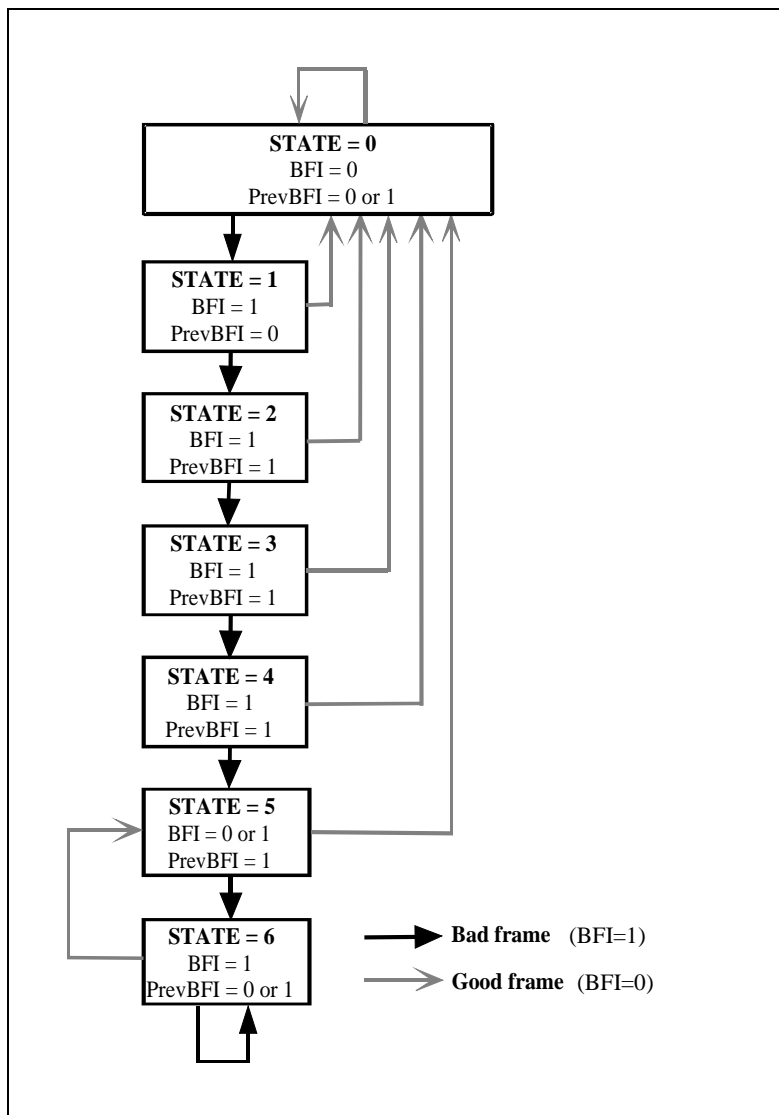 STATE = 0
BFI = 0
PrevBFI = 0 or 1
STATE = 1
BFI = 1
PrevBFI = 0
STATE = 2
BFI = 1
PrevBFI = 1
STATE = 3
BFI = 1
PrevBFI = 1
STATE = 4
BFI = 1
PrevBFI = 1
STATE = 5
BFI = 0 or 1
PrevBFI = 1
STATE = 6
BFI = 1
PrevBFI = 0 or 1
Bad frame (BFI=1)
Good frame (BFI=0)